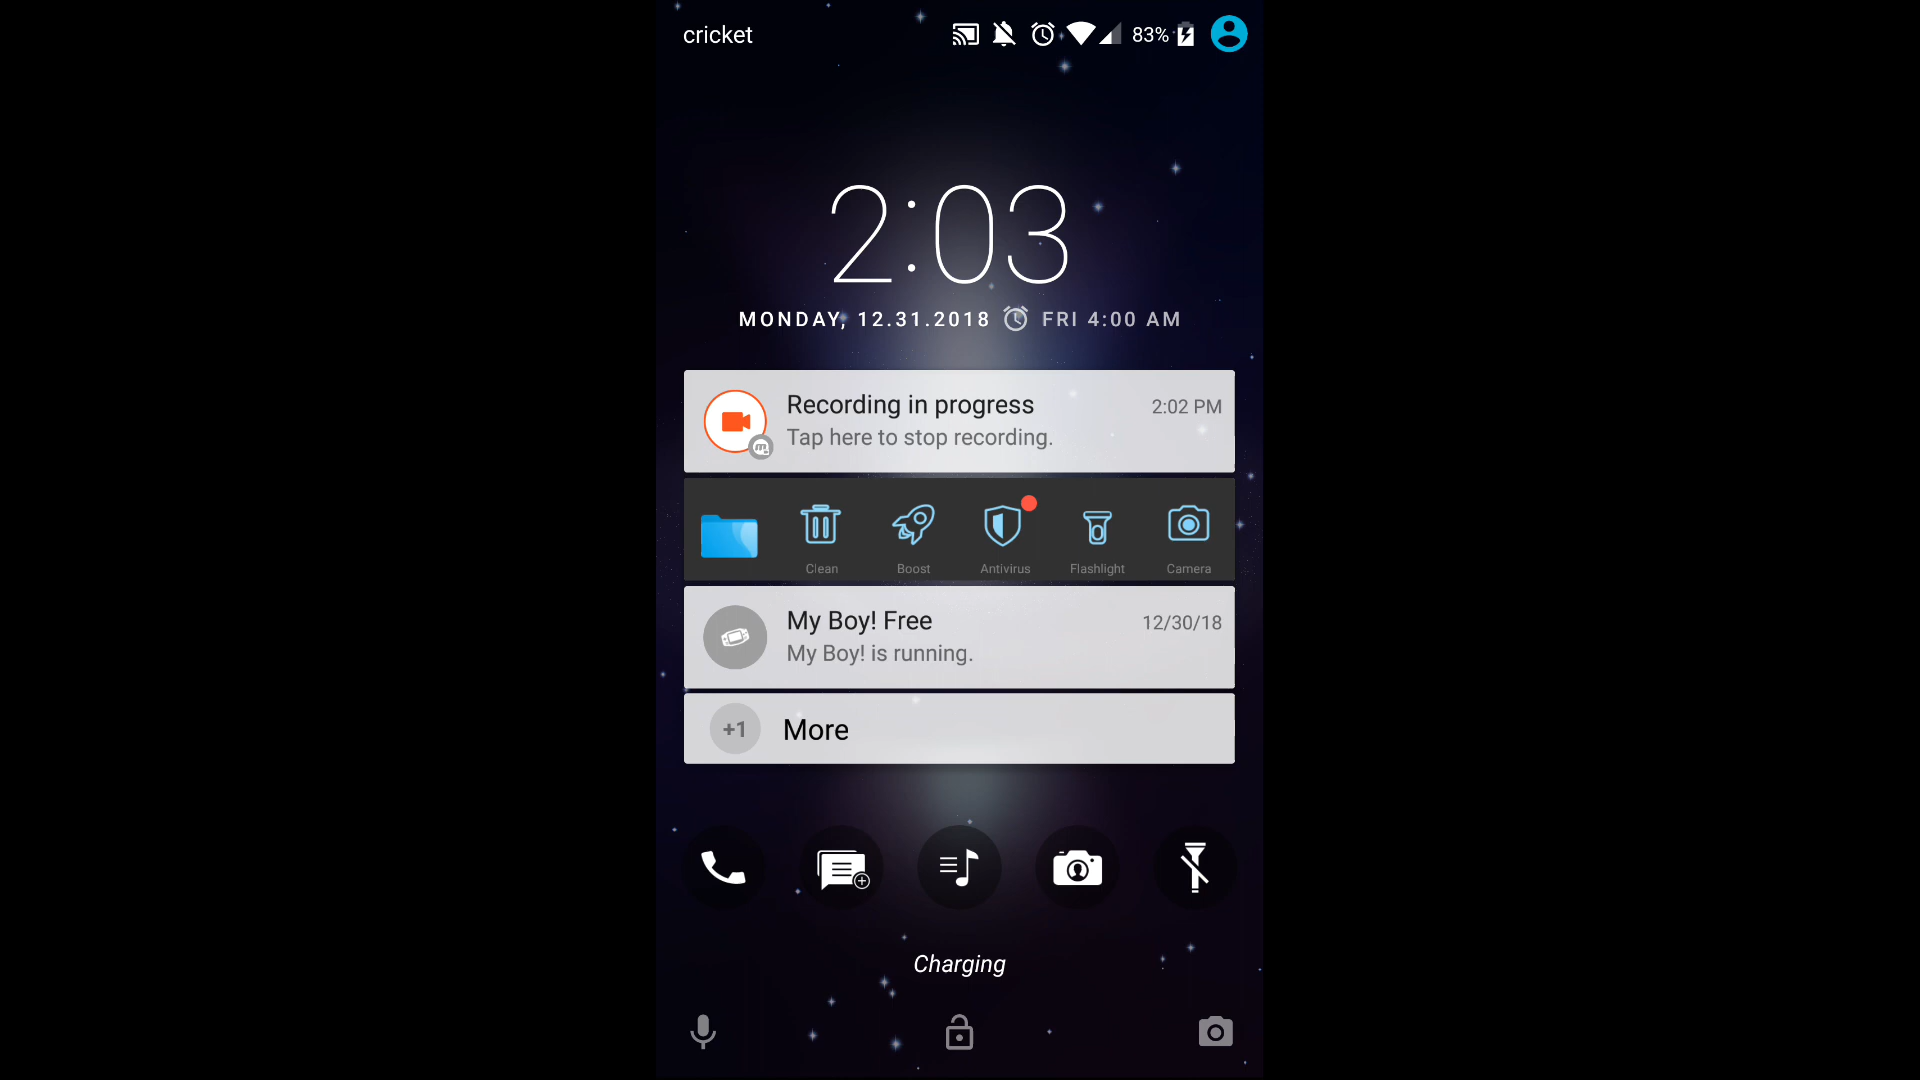 cricket
83%
2:03
MONDAY, 12.31.2018 FRI 4:00 AM
Recording in progress 2:02 PM
Tap here to stop recording.
Clean Boost Antivirus Flashlight Camera
My Boy! Free 12/30/18
My Boy! is running.
+1 More
Charging